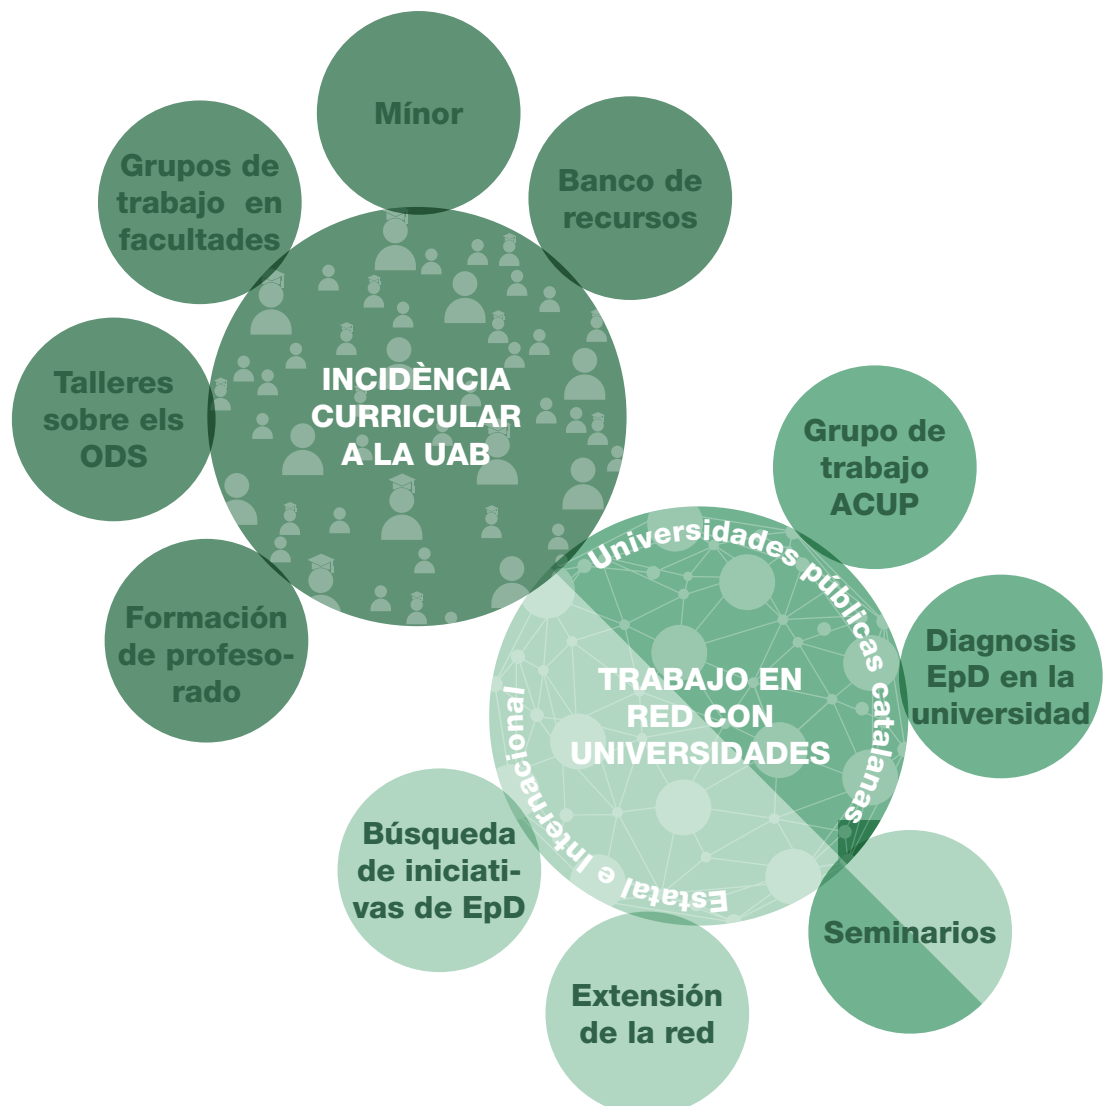 Mínor
Grupos de
trabajo en
facultades
Banco de
recursos
Talleres
sobre els
ODS
INCIDÈNCIA
CURRICULAR
A LA UAB
Formación
de profeso-
rado
Grupo de
trabajo
ACUP
Universidades públicas catalanas
Diagnosis
EpD en la
universidad
TRABAJO EN
RED CON
UNIVERSIDADES
Estatal e Internacional
Búsqueda
de iniciati-
vas de EpD
Seminarios
Extensión
de la red